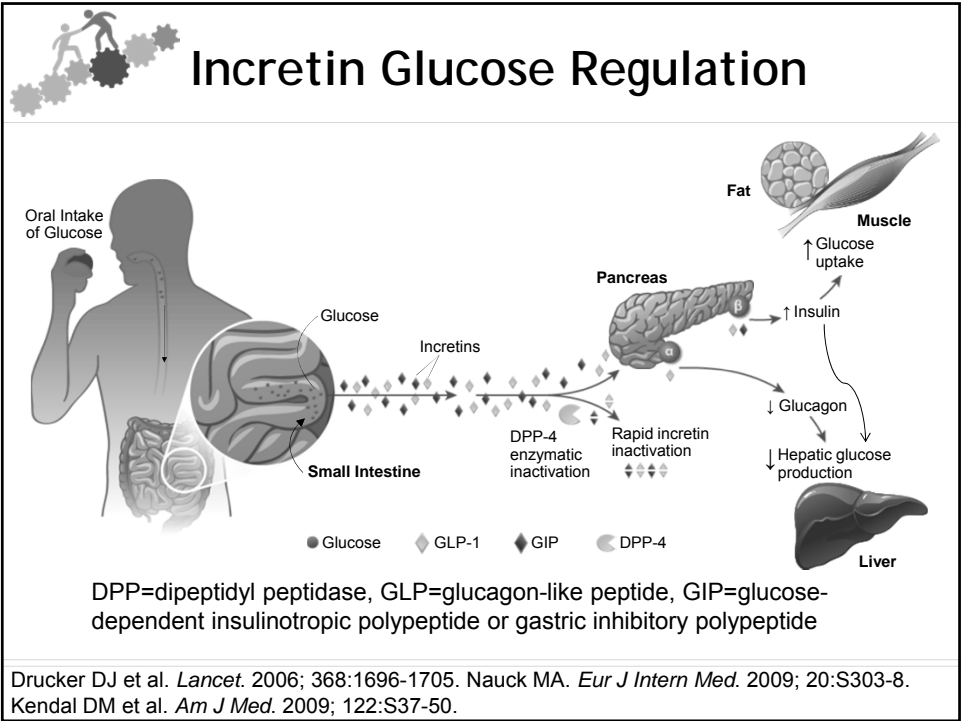 Incretin Glucose Regulation
Oral Intake
of Glucose
Glucose
Incretins
Small Intestine
DPP-4
enzymatic
inactivation
Rapid incretin
inactivation
Pancreas
β
α
Fat
Muscle
↑ Glucose
uptake
↑ Insulin
↓ Glucagon
↓ Hepatic glucose
production
Liver
Glucose GLP-1 GIP DPP-4
DPP=dipeptidyl peptidase, GLP=glucagon-like peptide, GIP=glucose-
dependent insulinotropic polypeptide or gastric inhibitory polypeptide
Drucker DJ et al. Lancet. 2006; 368:1696-1705. Nauck MA. Eur J Intern Med. 2009; 20:S303-8.
Kendal DM et al. Am J Med. 2009; 122:S37-50.